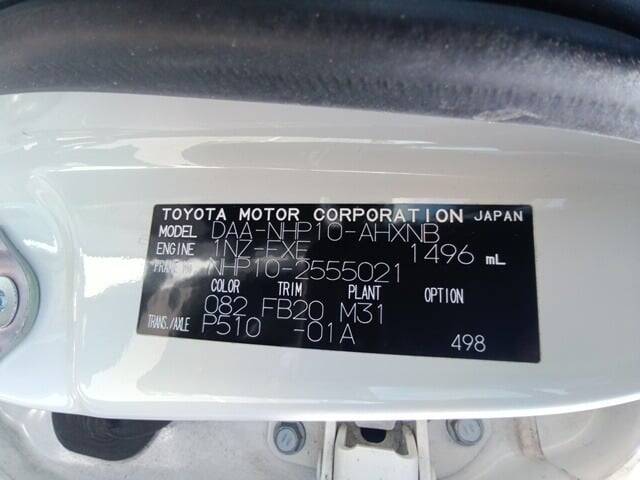 TOYOTA MOTOR CORPORATION JAPAN
MODEL DAA-NHP10-AHXNB
ENGINE 1NZ-FXE 1496 mL
FRAME No. NHP10-2555021
COLOR TRIM PLANT OPTION
082 FB20 M31
TRANS./AXLE P510 -01A
498